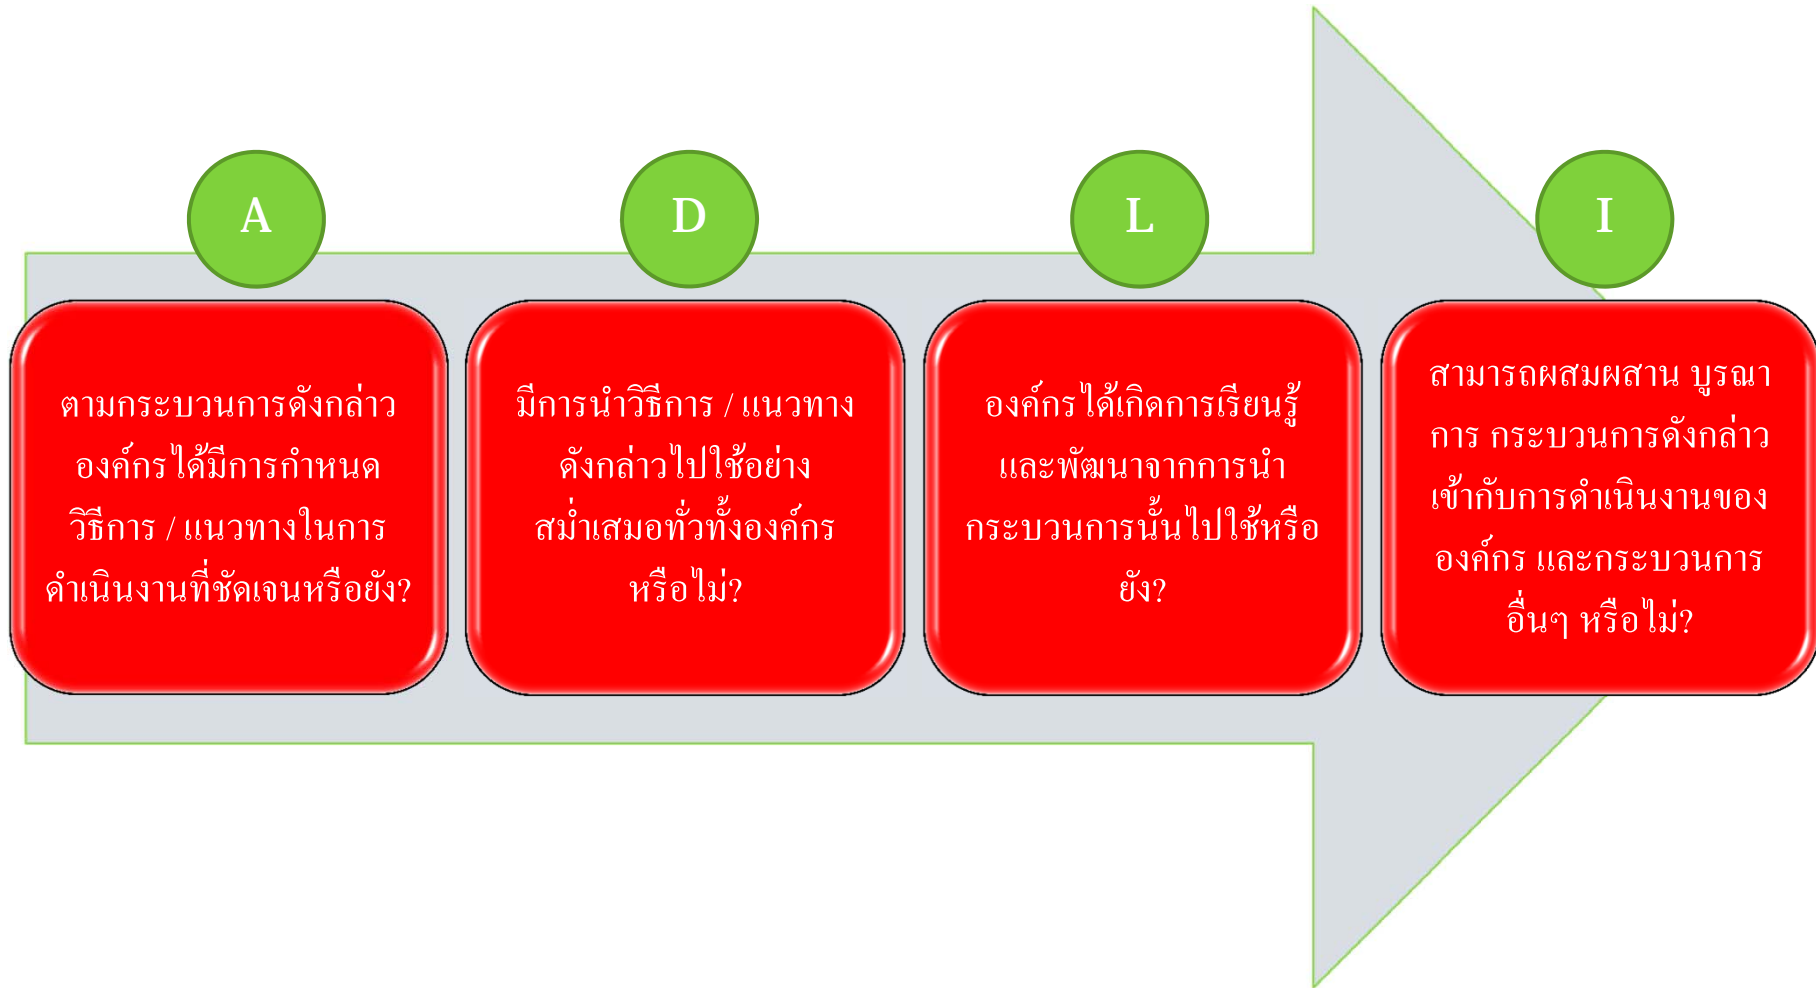 A
D
L
I
ตามกระบวนการดังกล่าว
องค์กรได้มีการกำหนด
วิธีการ / แนวทางในการ
ดำเนินงานที่ชัดเจนหรือยัง?
มีการนำวิธีการ / แนวทาง
ดังกล่าวไปใช้อย่าง
สม่ำเสมอทั่วทั้งองค์กร
หรือไม่?
องค์กรได้เกิดการเรียนรู้
และพัฒนาจากการนำ
กระบวนการนั้นไปใช้หรือ
ยัง?
สามารถผสมผสาน บูรณา
การ กระบวนการดังกล่าว
เข้ากับการดำเนินงานของ
องค์กร และกระบวนการ
อื่นๆ หรือไม่?